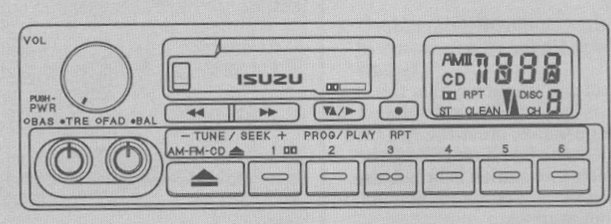 VOL
PUSH-
PWR
○BAS ●TRE ○FAD ●BAL
ISUZU
AMII
CD
RPT DISC
ST CLEAN CH
- TUNE / SEEK + PROG/PLAY RPT
AM-FM-CD 1 2 3 4 5 6